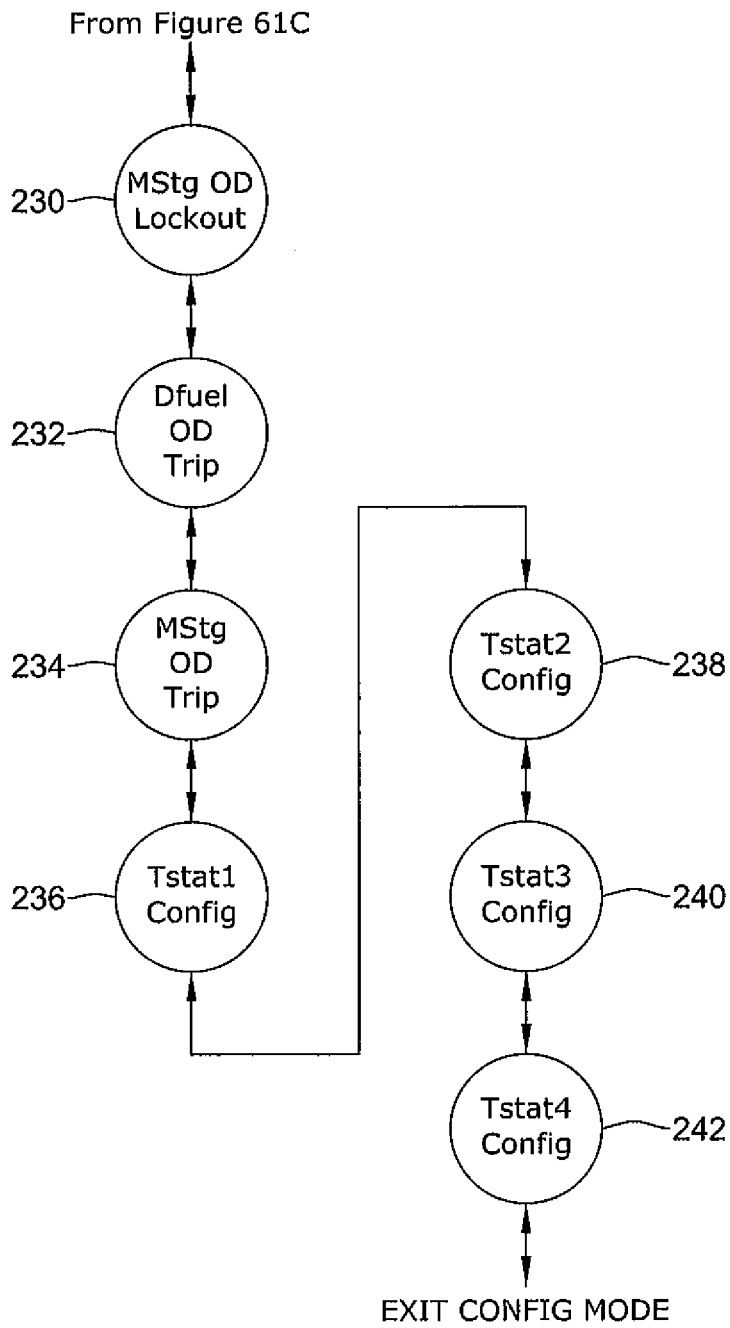 From Figure 61C
230
MStg OD
Lockout
232
Dfuel
OD
Trip
234
MStg
OD
Trip
236
Tstat1
Config
Tstat2
Config
238
Tstat3
Config
240
Tstat4
Config
242
EXIT CONFIG MODE